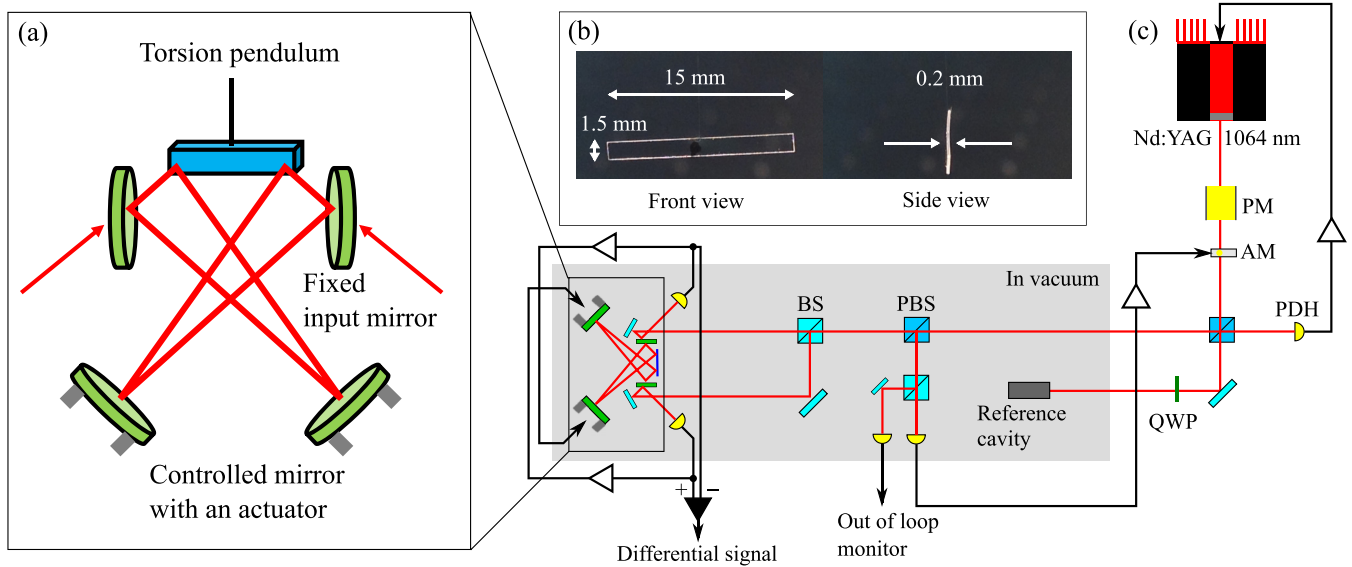 (a)
Torsion pendulum
Fixed
input mirror
Controlled mirror
with an actuator
(b)
15 mm
1.5 mm
Front view
0.2 mm
Side view
(c)
Nd:YAG 1064 nm
PM
AM
PDH
In vacuum
BS
PBS
Reference
cavity
QWP
+ −
Differential signal
Out of loop
monitor